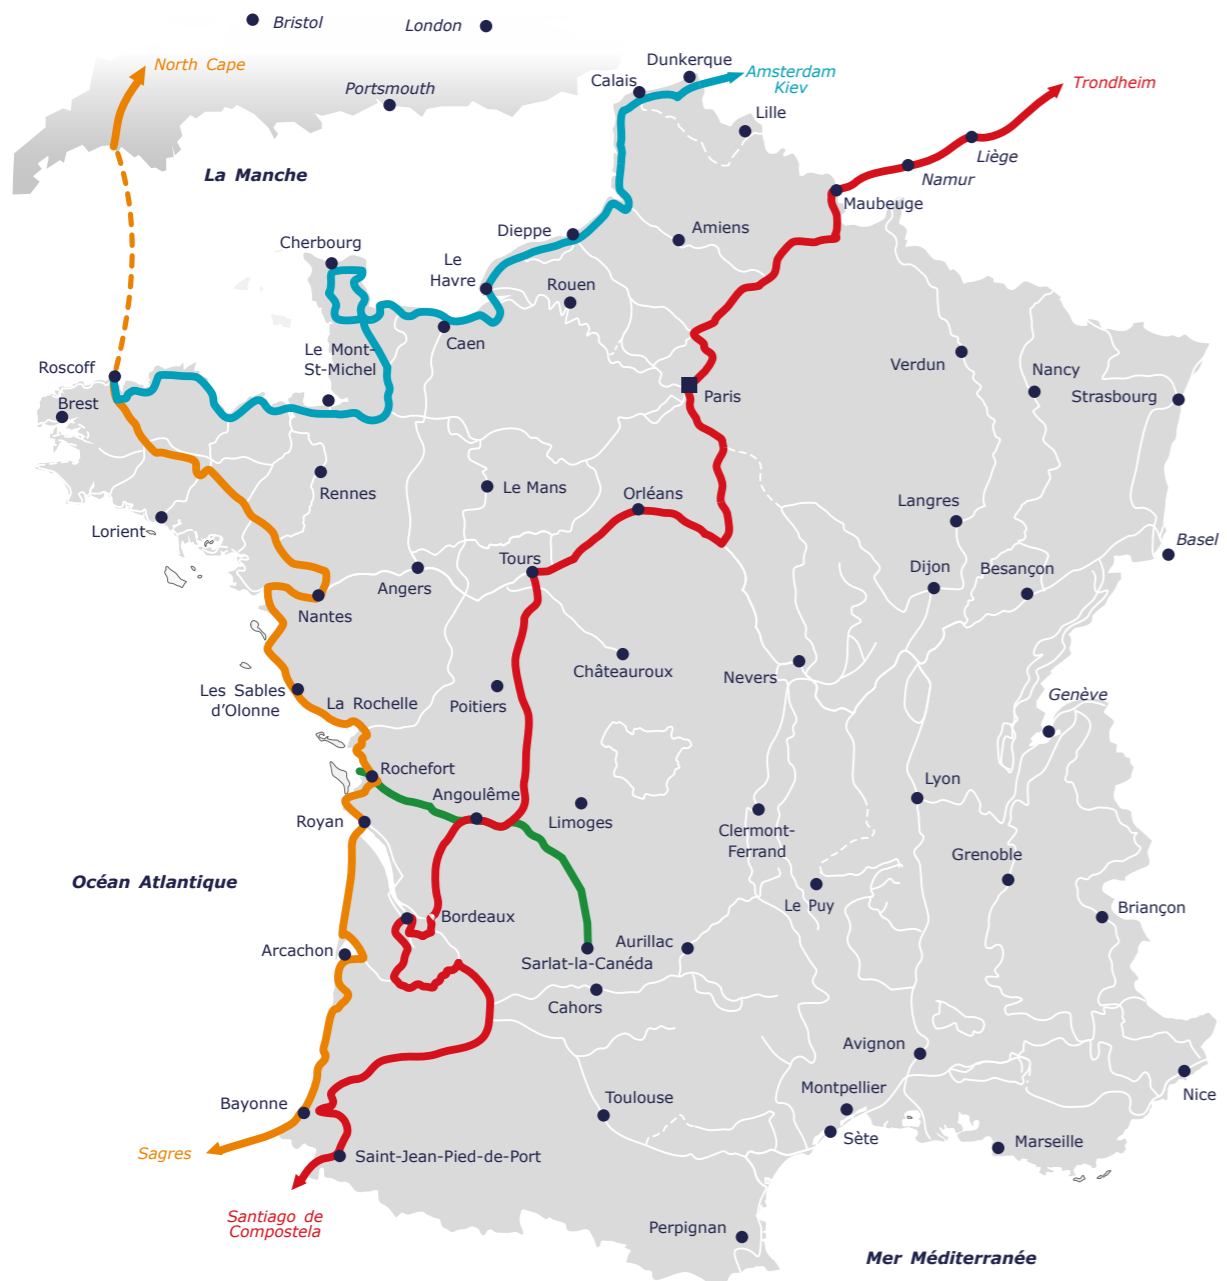 Bristol
London
North Cape
Dunkerque
Calais
Amsterdam
Kiev
Trondheim
Portsmouth
Lille
La Manche
Liège
Namur
Maubeuge
Cherbourg
Dieppe
Amiens
Le
Havre
Rouen
Caen
Le Mont-
St-Michel
Roscoff
Brest
Paris
Verdun
Nancy
Strasbourg
Rennes
Le Mans
Orléans
Langres
Lorient
Basel
Tours
Angers
Dijon
Besançon
Nantes
Châteauroux
Nevers
Les Sables
d'Olonne
La Rochelle
Poitiers
Genève
Rochefort
Lyon
Angoulême
Royan
Limoges
Clermont-
Ferrand
Grenoble
Océan Atlantique
Le Puy
Briançon
Bordeaux
Aurillac
Arcachon
Sarlat-la-Canéda
Cahors
Avignon
Montpellier
Nice
Bayonne
Toulouse
Sète
Marseille
Sagres
Saint-Jean-Pied-de-Port
Santiago de
Compostela
Perpignan
Mer Méditerranée